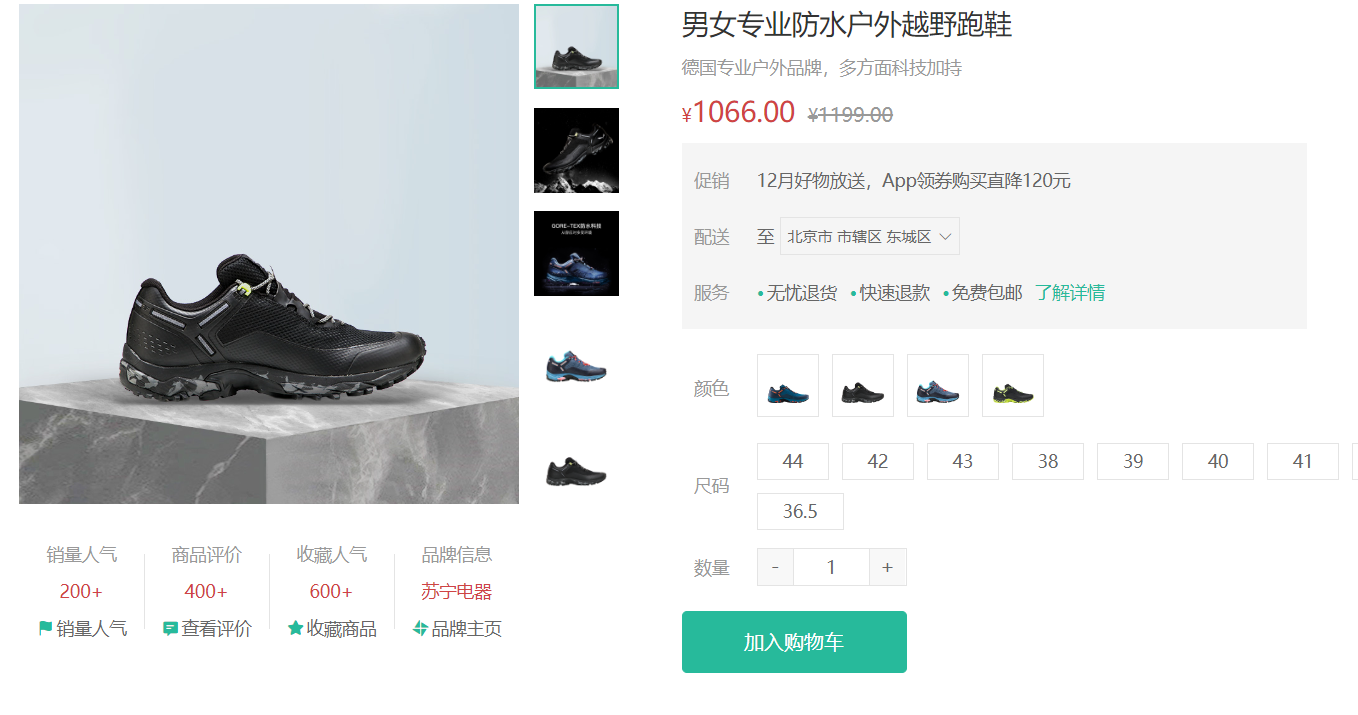 GORE-TEX防水科技
男女专业防水户外越野跑鞋
德国专业户外品牌，多方面科技加持
¥1066.00 ¥1199.00
促销 12月好物放送，App领券购买直降120元
配送 至 北京市 市辖区 东城区
服务 •无忧退货 •快速退款 •免费包邮 了解详情
颜色
尺码 44 42 43 38 39 40 41
36.5
数量 - 1 +
加入购物车
销量人气 商品评价 收藏人气 品牌信息
200+ 400+ 600+ 苏宁电器
销量人气 查看评价 收藏商品 品牌主页